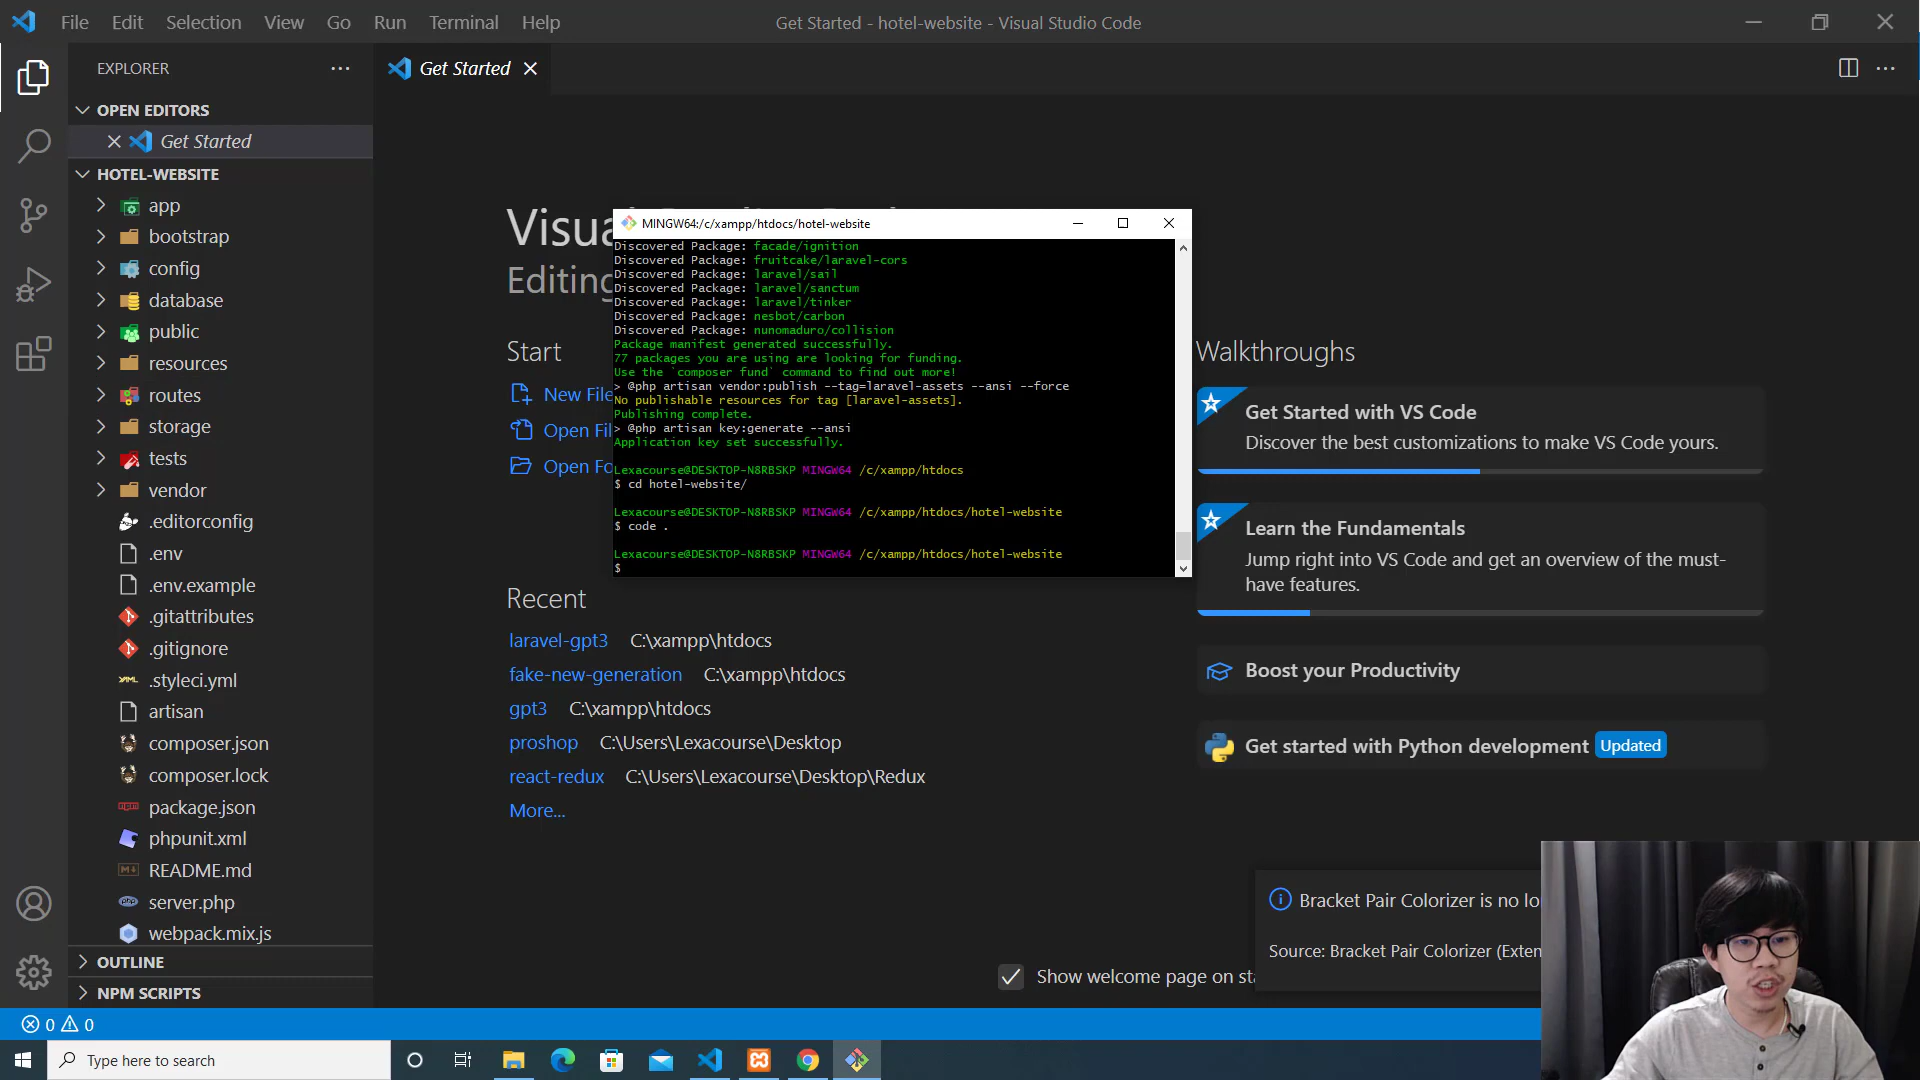 File Edit Selection View Go Run Terminal Help
Get Started - hotel-website - Visual Studio Code
EXPLORER
Get Started
OPEN EDITORS
Get Started
HOTEL-WEBSITE
app
bootstrap
config
database
public
resources
routes
storage
tests
vendor
.editorconfig
.env
.env.example
.gitattributes
.gitignore
.styleci.yml
artisan
composer.json
composer.lock
package.json
phpunit.xml
README.md
server.php
webpack.mix.js
OUTLINE
NPM SCRIPTS
Editing
Start
New File
Open Fo
MINGW64:/c/xampp/htdocs/hotel-website
Discovered Package: facade/ignition
Discovered Package: fruitcake/laravel-cors
Discovered Package: laravel/sail
Discovered Package: laravel/sanctum
Discovered Package: laravel/tinker
Discovered Package: nesbot/carbon
Discovered Package: nunomaduro/collision
Package manifest generated successfully.
77 packages you are using are looking for funding.
Use the `composer fund` command to find out more!
> @php artisan vendor:publish --tag=laravel-assets --ansi --force
No publishable resources for tag [laravel-assets].
Publishing complete.
> @php artisan key:generate --ansi
Application key set successfully.
Lexacourse@DESKTOP-N8RBSKP MINGW64 /c/xampp/htdocs
$ cd hotel-website/
Lexacourse@DESKTOP-N8RBSKP MINGW64 /c/xampp/htdocs/hotel-website
$ code .
Lexacourse@DESKTOP-N8RBSKP MINGW64 /c/xampp/htdocs/hotel-website
$
Recent
laravel-gpt3 C:\xampp\htdocs
fake-new-generation C:\xampp\htdocs
gpt3 C:\xampp\htdocs
proshop C:\Users\Lexacourse\Desktop
react-redux C:\Users\Lexacourse\Desktop\Redux
More...
Walkthroughs
Get Started with VS Code
Discover the best customizations to make VS Code yours.
Learn the Fundamentals
Jump right into VS Code and get an overview of the must-
have features.
Boost your Productivity
Get started with Python development Updated
Bracket Pair Colorizer is no lo
Source: Bracket Pair Colorizer (Exten
Show welcome page on sta
0 0
Type here to search